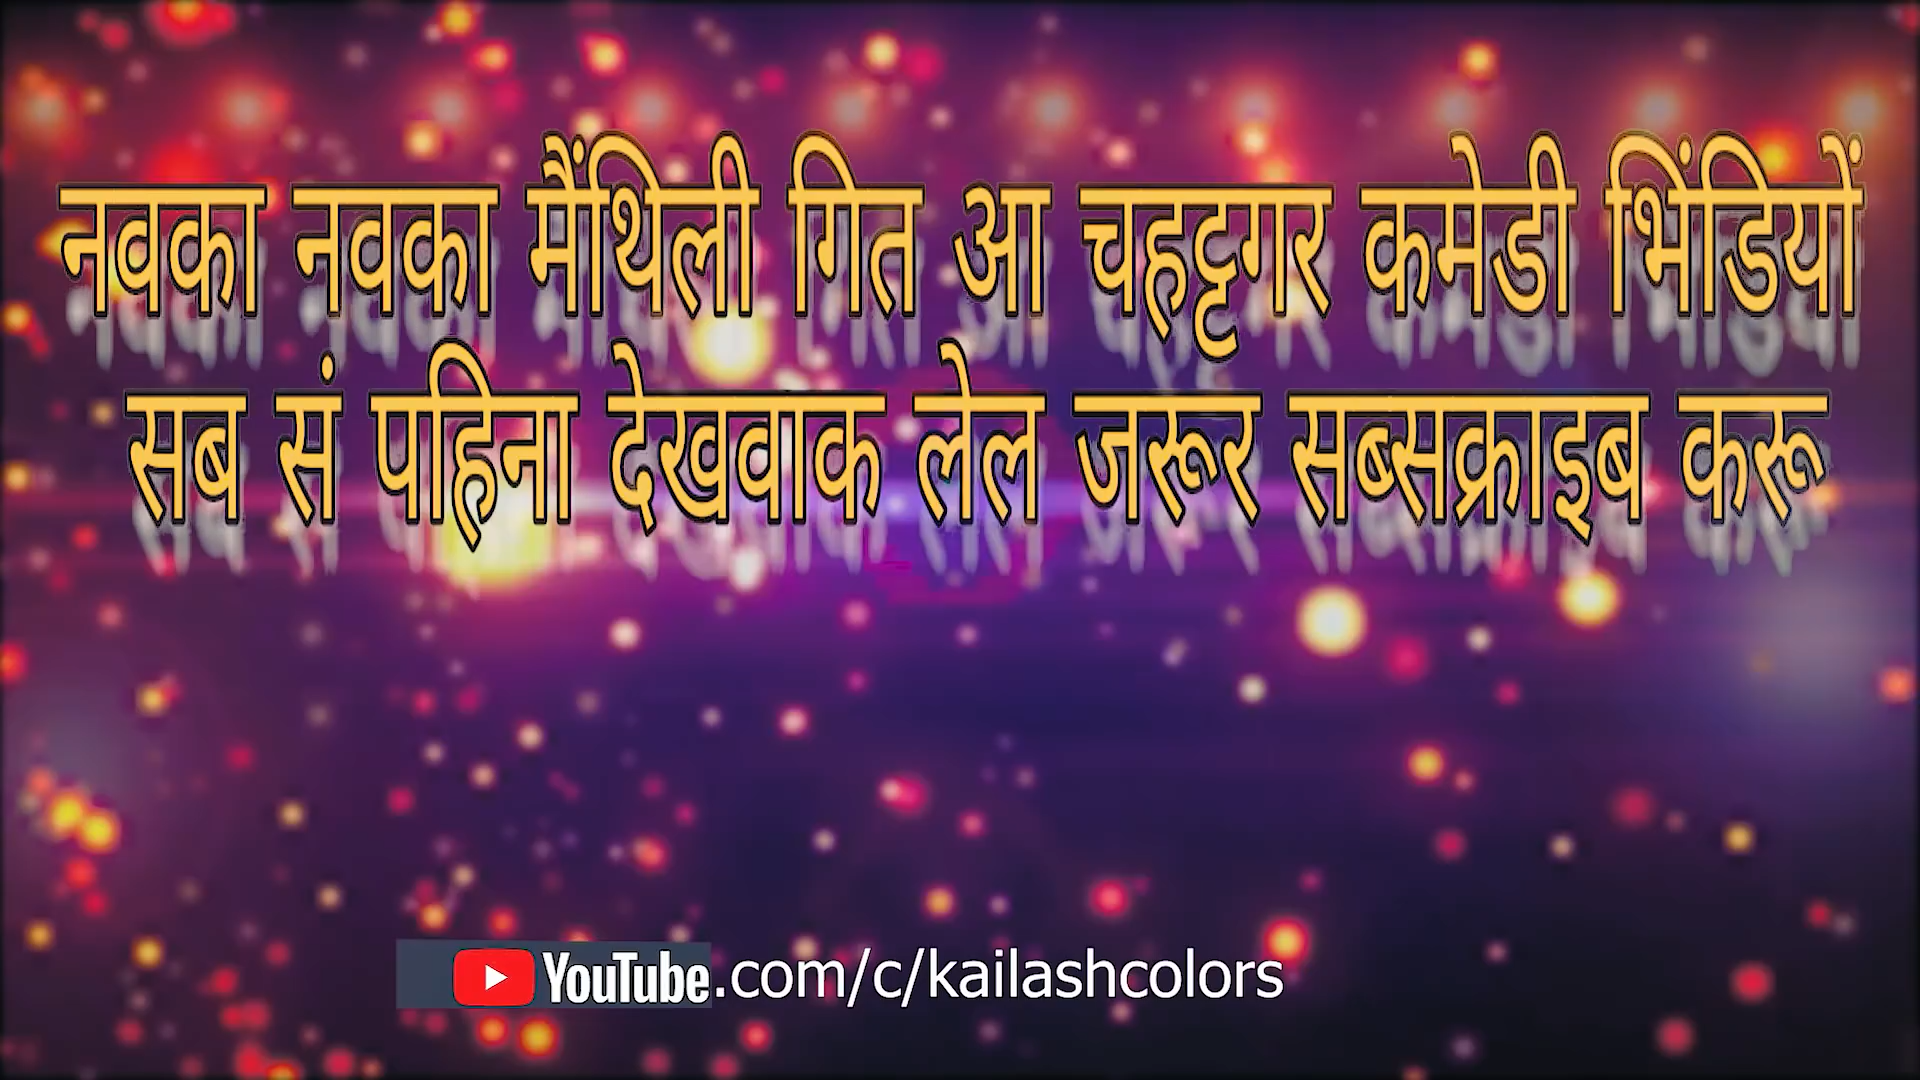 नवका नवका मैंथिली गित आ चहट्टगर कमेडी भिंडियों
सब सं पहिना देखवाक लेल जरूर सब्सक्राइब करू
YouTube.com/c/kailashcolors